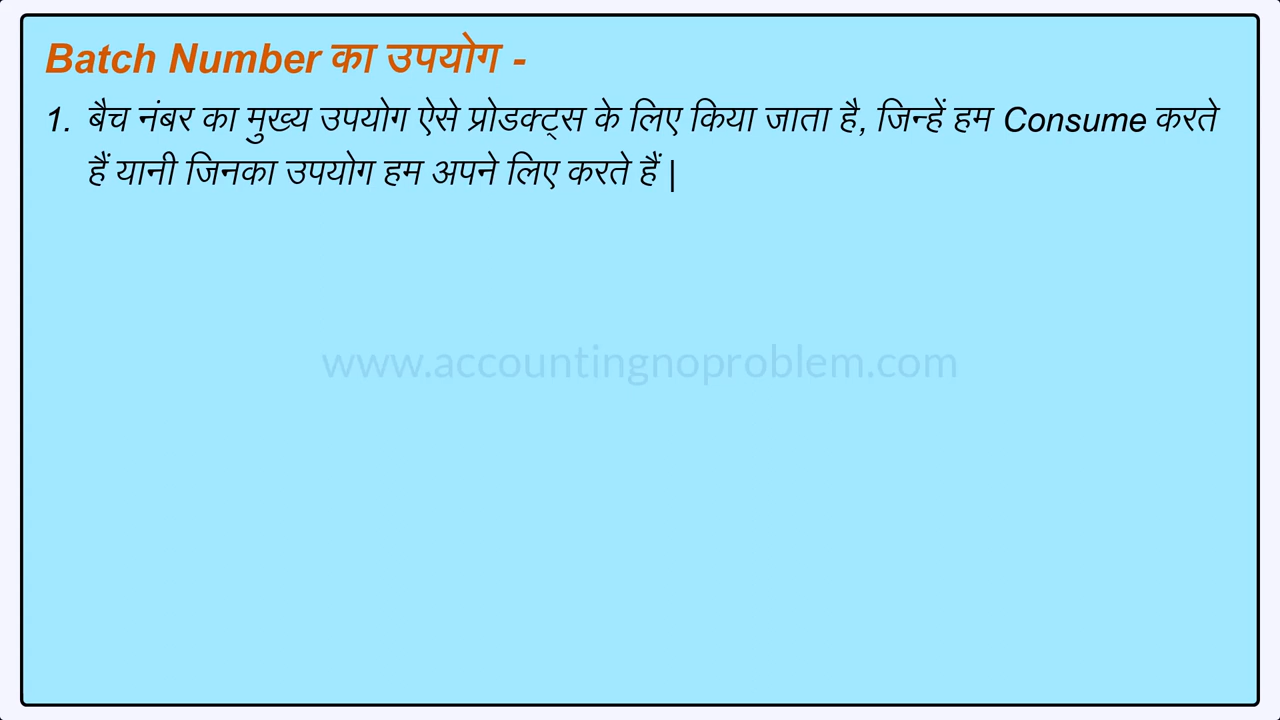 Batch Number का उपयोग -
1. बैच नंबर का मुख्य उपयोग ऐसे प्रोडक्ट्स के लिए किया जाता है, जिन्हें हम Consume करते
हैं यानी जिनका उपयोग हम अपने लिए करते हैं |
www.accountingnoproblem.com